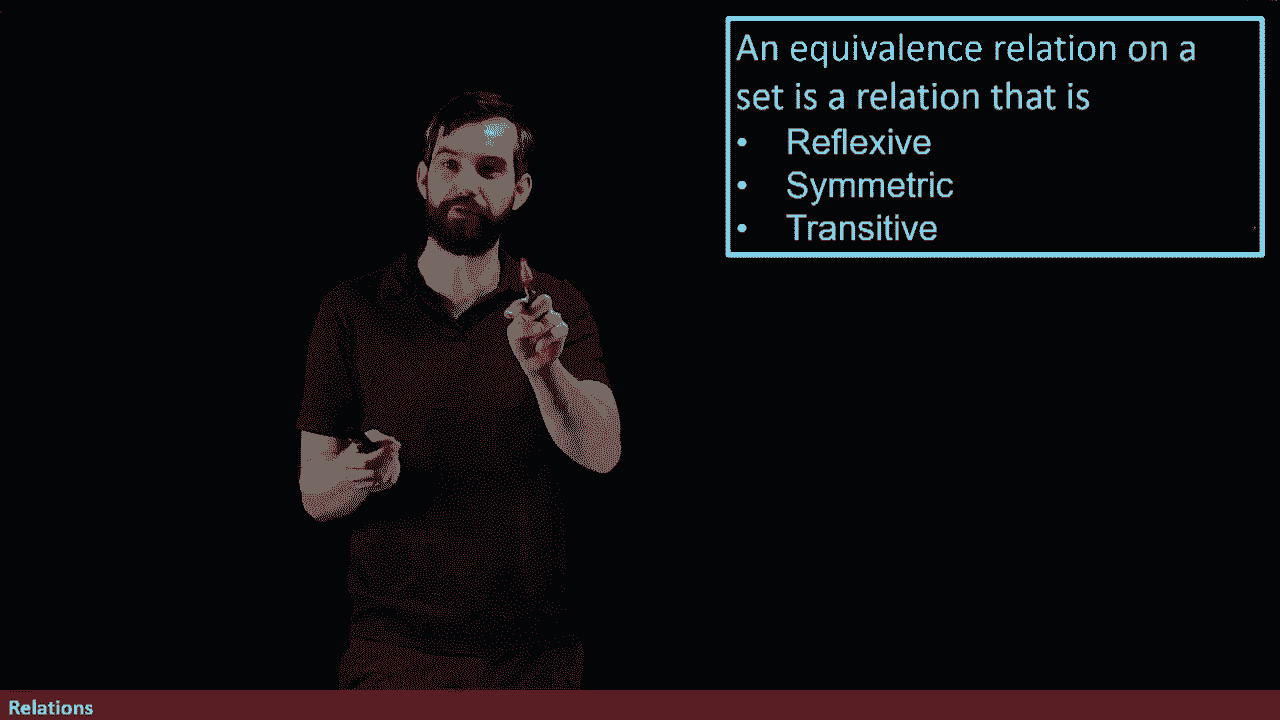 An equivalence relation on a
set is a relation that is
• Reflexive
• Symmetric
• Transitive
Relations